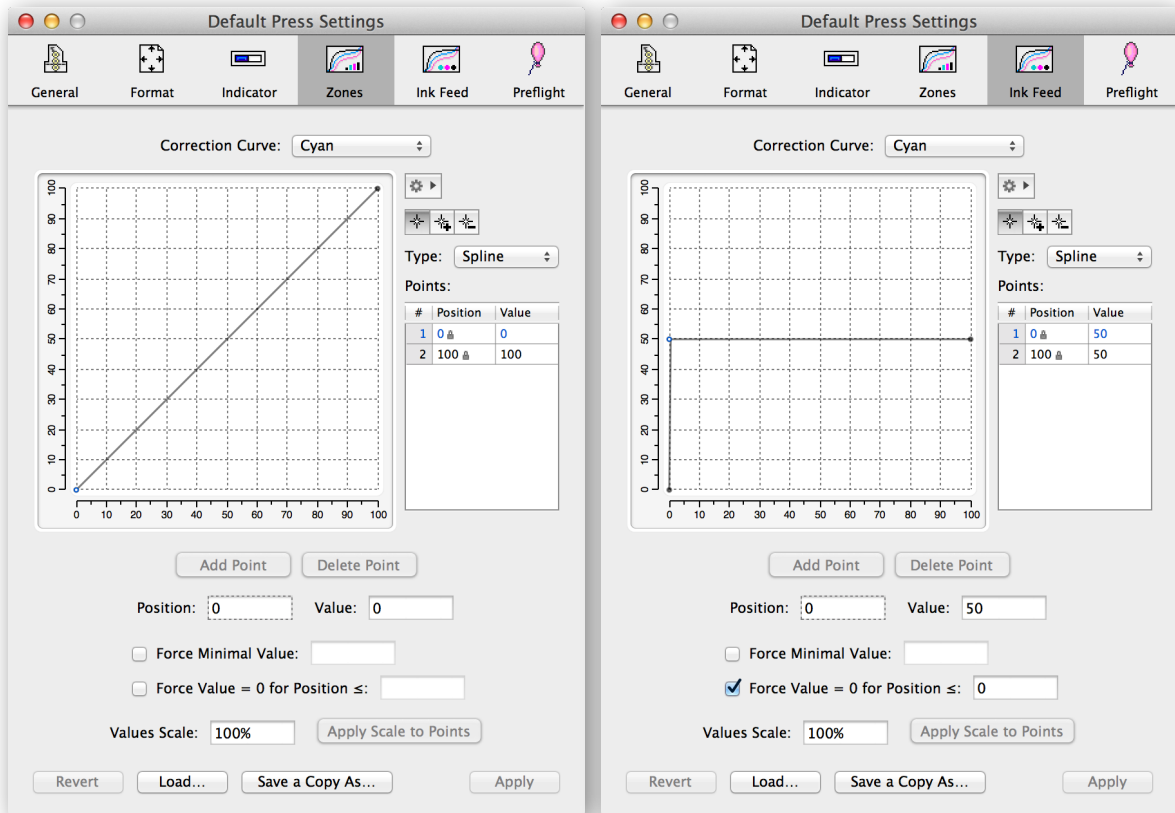 Default Press Settings
General Format Indicator Zones Ink Feed Preflight
Correction Curve: Cyan
100
90
80
70
60
50
40
30
20
10
0
0 10 20 30 40 50 60 70 80 90 100
Type: Spline
Points:
# Position Value
1 0 0
2 100 100
Add Point Delete Point
Position: 0 Value: 0
Force Minimal Value:
Force Value = 0 for Position ≤:
Values Scale: 100% Apply Scale to Points
Revert Load... Save a Copy As... Apply
Default Press Settings
General Format Indicator Zones Ink Feed Preflight
Correction Curve: Cyan
100
90
80
70
60
50
40
30
20
10
0
0 10 20 30 40 50 60 70 80 90 100
Type: Spline
Points:
# Position Value
1 0 50
2 100 50
Add Point Delete Point
Position: 0 Value: 50
Force Minimal Value:
Force Value = 0 for Position ≤: 0
Values Scale: 100% Apply Scale to Points
Revert Load... Save a Copy As... Apply